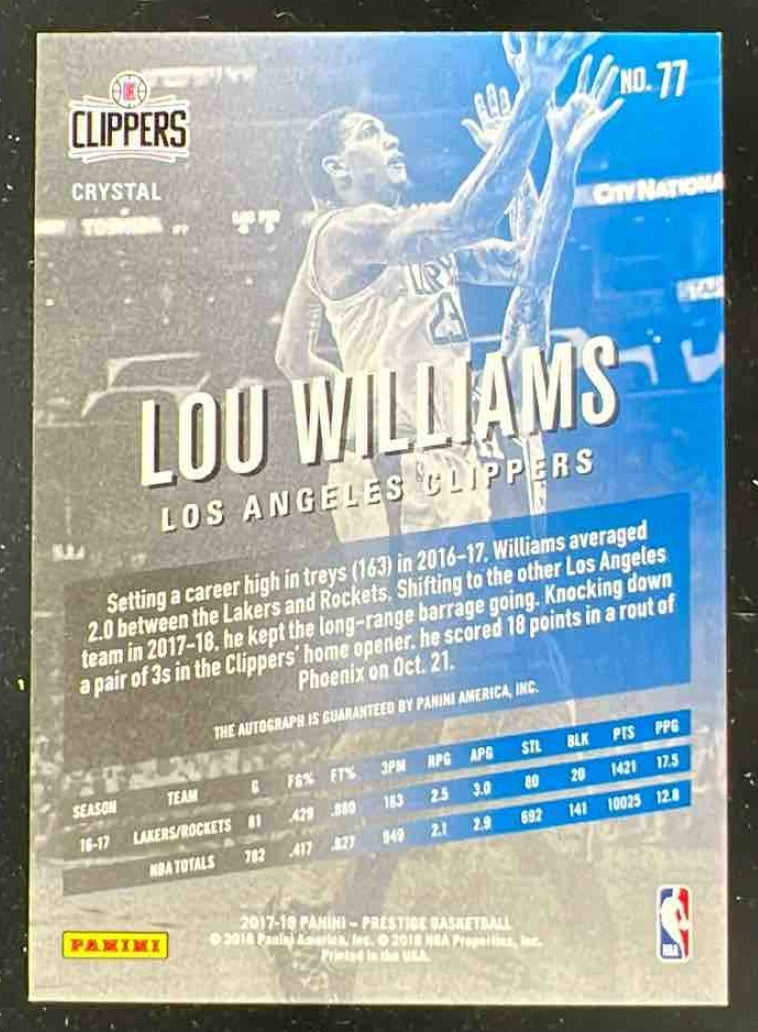 NO. 77
CLIPPERS
CRYSTAL
CITY NATIONA
TOSHIBA
LOU WILLIAMS
LOS ANGELES CLIPPERS
Setting a career high in treys (163) in 2016-17, Williams averaged
2.0 between the Lakers and Rockets. Shifting to the other Los Angeles
team in 2017-18, he kept the long-range barrage going. Knocking down
a pair of 3s in the Clippers' home opener, he scored 18 points in a rout of
Phoenix on Oct. 21.
THE AUTOGRAPH IS GUARANTEED BY PANINI AMERICA, INC.
SEASON TEAM G FG% FT% 3PM RPG APG STL BLK PTS PPG
16-17 LAKERS/ROCKETS 81 .429 .880 163 2.5 3.0 80 20 1421 17.5
NBA TOTALS 782 .417 .827 849 2.1 2.9 692 141 10025 12.8
2017-18 PANINI – PRESTIGE BASKETBALL
© 2018 Panini America, Inc. © 2018 NBA Properties, Inc.
Printed in the USA.
PANINI
NBA